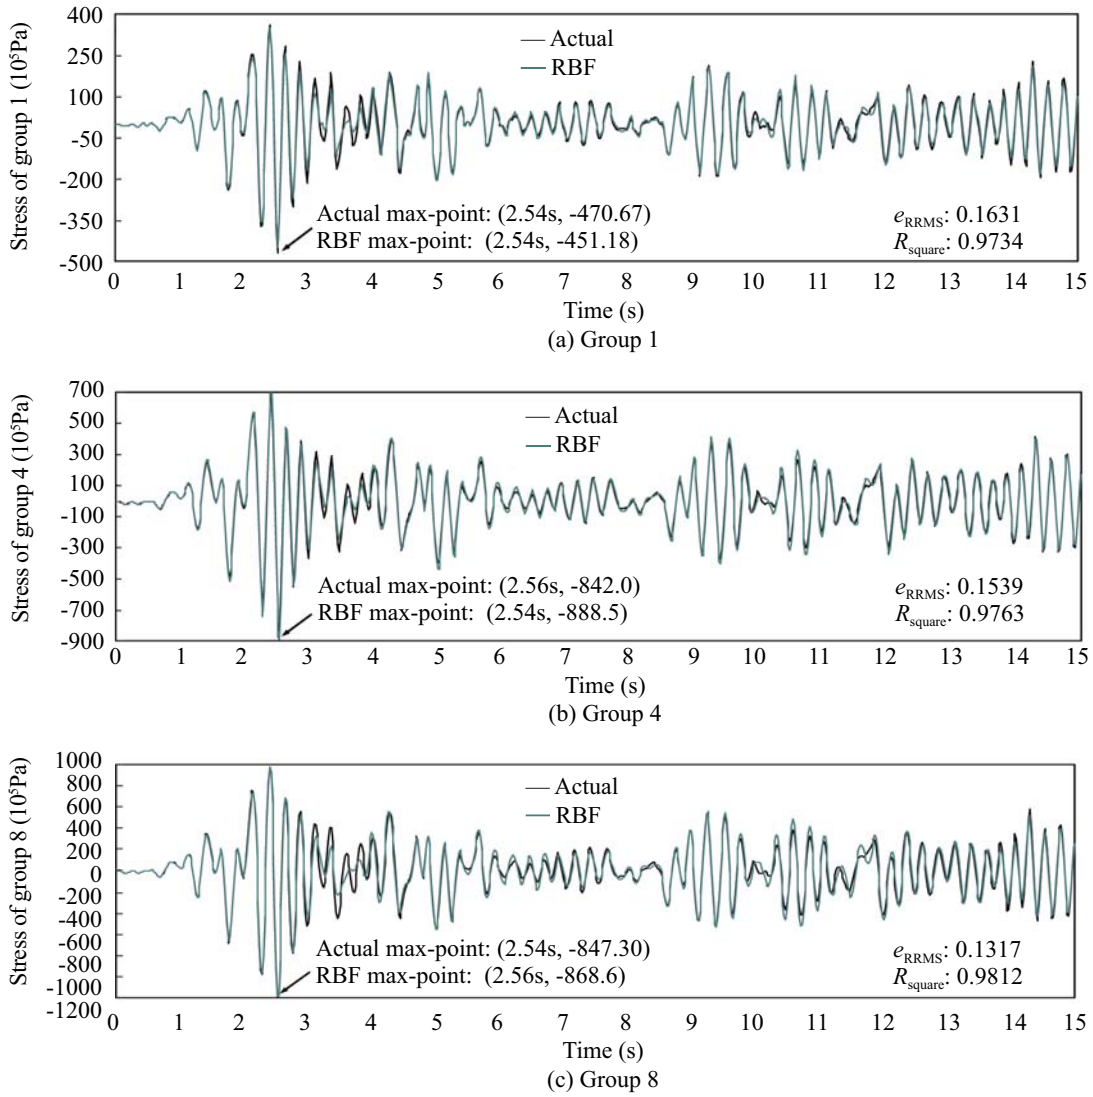 Stress of group 1 (10⁵Pa)
400
250
100
-50
-200
-350
-500
Actual
RBF
Actual max-point: (2.54s, -470.67)
RBF max-point: (2.54s, -451.18)
eRRMS: 0.1631
Rsquare: 0.9734
0 1 2 3 4 5 6 7 8 9 10 11 12 13 14 15
Time (s)
(a) Group 1
Stress of group 4 (10⁵Pa)
700
500
300
100
-100
-300
-500
-700
-900
Actual
RBF
Actual max-point: (2.56s, -842.0)
RBF max-point: (2.54s, -888.5)
eRRMS: 0.1539
Rsquare: 0.9763
0 1 2 3 4 5 6 7 8 9 10 11 12 13 14 15
Time (s)
(b) Group 4
Stress of group 8 (10⁵Pa)
1000
800
600
400
200
0
-200
-400
-600
-800
-1000
-1200
Actual
RBF
Actual max-point: (2.54s, -847.30)
RBF max-point: (2.56s, -868.6)
eRRMS: 0.1317
Rsquare: 0.9812
0 1 2 3 4 5 6 7 8 9 10 11 12 13 14 15
Time (s)
(c) Group 8